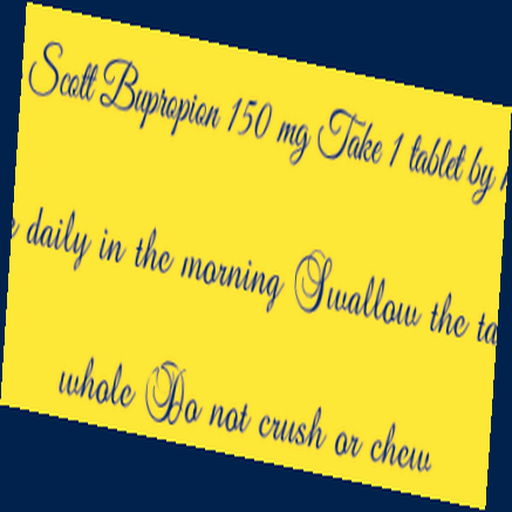 Scott Bupropion 150 mg Take 1 tablet by
daily in the morning Swallow the
whole Do not crush or chew